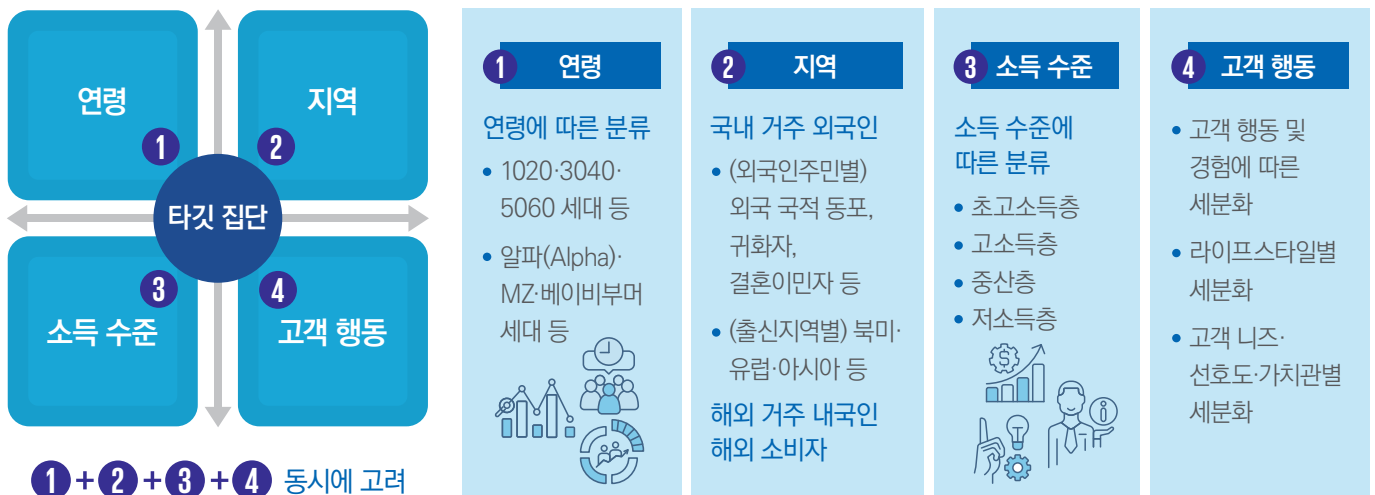 연령
1
지역
2
타깃 집단
3
소득 수준
4
고객 행동
1+2+3+4 동시에 고려
1 연령
연령에 따른 분류
• 1020·3040·
5060 세대 등
• 알파(Alpha)·
MZ·베이비부머
세대 등
2 지역
국내 거주 외국인
• (외국인주민별)
외국 국적 동포,
귀화자,
결혼이민자 등
• (출신지역별) 북미·
유럽·아시아 등
해외 거주 내국인
해외 소비자
3 소득 수준
소득 수준에
따른 분류
• 초고소득층
• 고소득층
• 중산층
• 저소득층
4 고객 행동
• 고객 행동 및
경험에 따른
세분화
• 라이프스타일별
세분화
• 고객 니즈·
선호도·가치관별
세분화